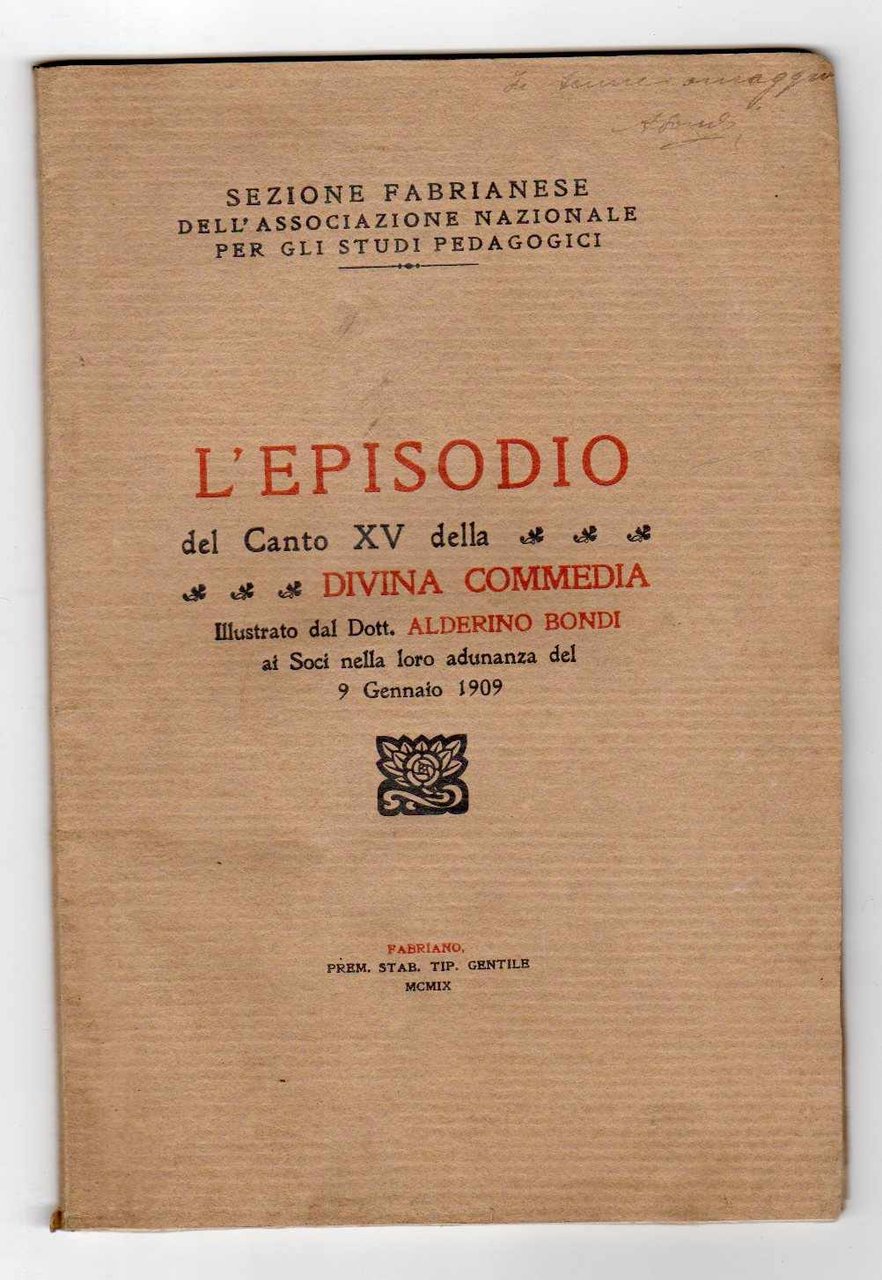 omaggio
SEZIONE FABRIANESE
DELL'ASSOCIAZIONE NAZIONALE
PER GLI STUDI PEDAGOGICI
L'EPISODIO
del Canto XV della
DIVINA COMMEDIA
Illustrato dal Dott. ALDERINO BONDI
ai Soci nella loro adunanza del
9 Gennaio 1909
FABRIANO,
PREM. STAB. TIP. GENTILE
MCMIX